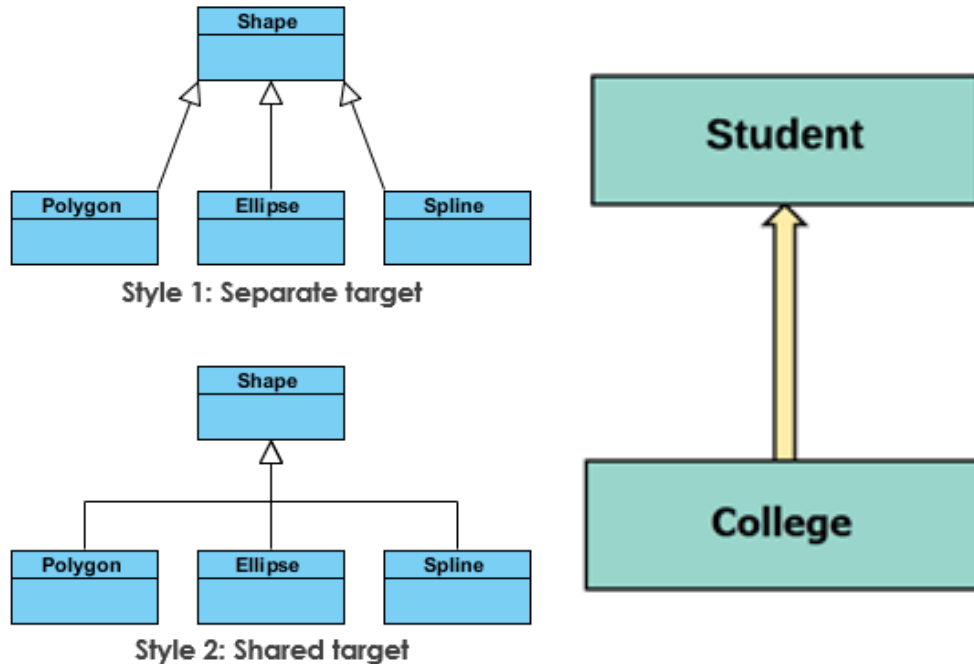 Shape
Polygon
Ellipse
Spline
Style 1: Separate target
Shape
Polygon
Ellipse
Spline
Style 2: Shared target
Student
College